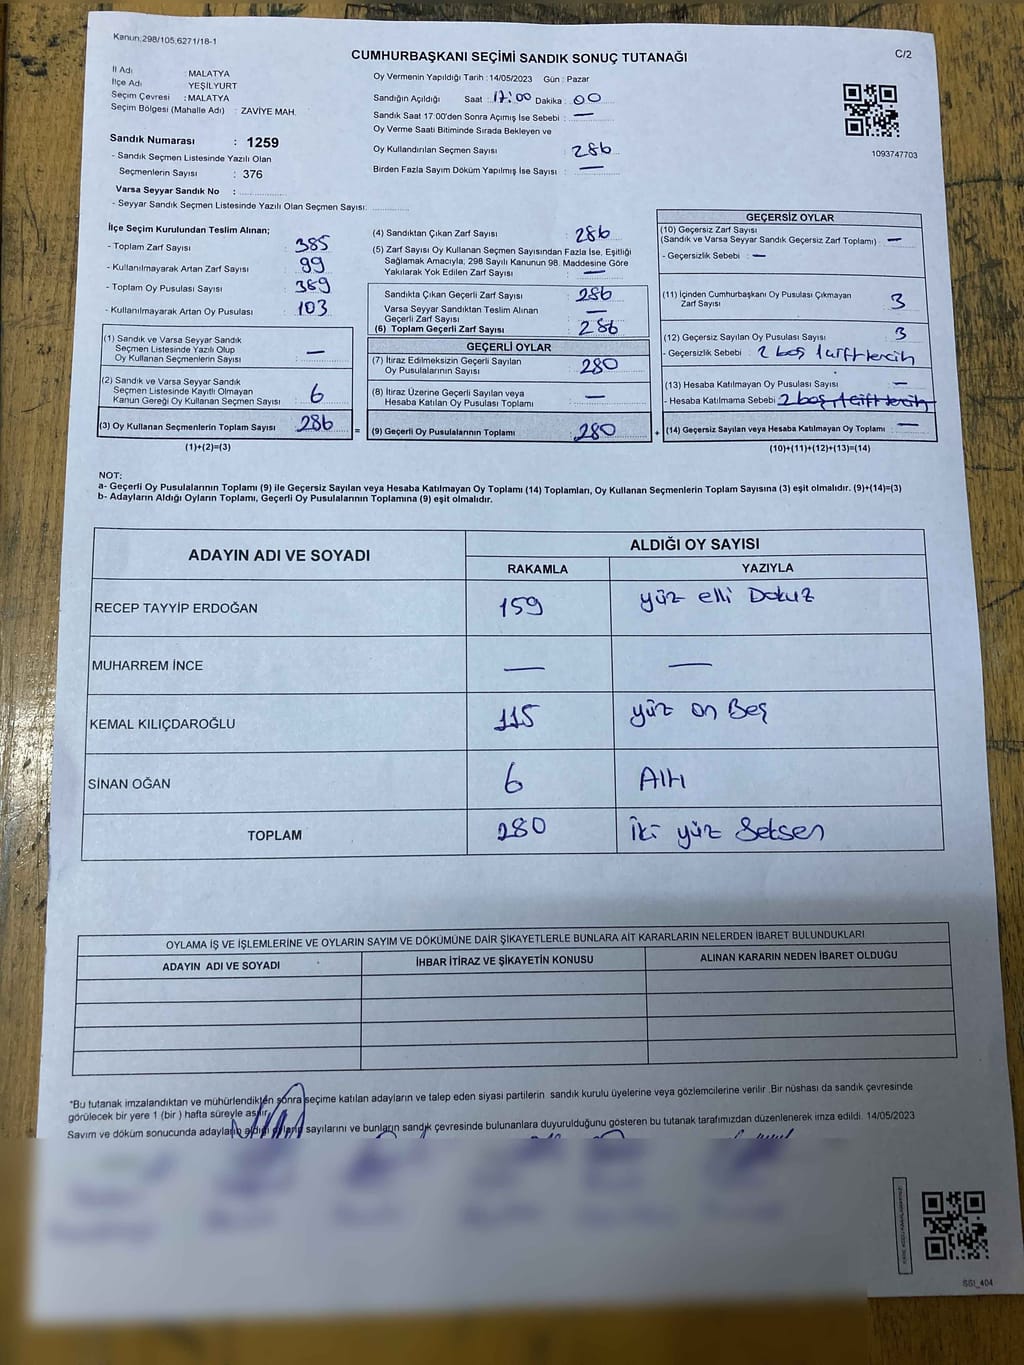 Kanun;298/105,6271/18-1
CUMHURBAŞKANI SEÇİMİ SANDIK SONUÇ TUTANAĞI
C/2
İl Adı : MALATYA
İlçe Adı : YEŞİLYURT
Seçim Çevresi : MALATYA
Seçim Bölgesi (Mahalle Adı) : ZAVİYE MAH.
Sandık Numarası : 1259
- Sandık Seçmen Listesinde Yazılı Olan
Seçmenlerin Sayısı : 376
Varsa Seyyar Sandık No :
- Seyyar Sandık Seçmen Listesinde Yazılı Olan Seçmen Sayısı:
Oy Vermenin Yapıldığı Tarih : 14/05/2023 Gün : Pazar
Sandığın Açıldığı Saat : 17:00 Dakika : 00
Sandık Saat 17:00'den Sonra Açımış İse Sebebi : —
Oy Verme Saati Bitiminde Sırada Bekleyen ve
Oy Kullandırılan Seçmen Sayısı 286
Birden Fazla Sayım Döküm Yapılmış İse Sayısı : —
1093747703
İlçe Seçim Kurulundan Teslim Alınan;
- Toplam Zarf Sayısı : 385
- Kullanılmayarak Artan Zarf Sayısı : 99
- Toplam Oy Pusulası Sayısı : 389
- Kullanılmayarak Artan Oy Pusulası : 103
(1) Sandık ve Varsa Seyyar Sandık
Seçmen Listesinde Yazılı Olup
Oy Kullanan Seçmenlerin Sayısı : —
(2) Sandık ve Varsa Seyyar Sandık
Seçmen Listesinde Kayıtlı Olmayan
Kanun Gereği Oy Kullanan Seçmen Sayısı : 6
(3) Oy Kullanan Seçmenlerin Toplam Sayısı : 286
(1)+(2)=(3)
(4) Sandıktan Çıkan Zarf Sayısı : 286
(5) Zarf Sayısı Oy Kullanan Seçmen Sayısından Fazla İse, Eşitliği
Sağlamak Amacıyla, 298 Sayılı Kanunun 98. Maddesine Göre
Yakılarak Yok Edilen Zarf Sayısı : —
Sandıkta Çıkan Geçerli Zarf Sayısı : 286
Varsa Seyyar Sandıktan Teslim Alınan
Geçerli Zarf Sayısı : —
(6) Toplam Geçerli Zarf Sayısı : 286
GEÇERLİ OYLAR
(7) İtiraz Edilmeksizin Geçerli Sayılan
Oy Pusulalarının Sayısı : 280
(8) İtiraz Üzerine Geçerli Sayılan veya
Hesaba Katılan Oy Pusulası Toplamı : —
= (9) Geçerli Oy Pusulalarının Toplamı : 280 +
GEÇERSİZ OYLAR
(10) Geçersiz Zarf Sayısı
(Sandık ve Varsa Seyyar Sandık Geçersiz Zarf Toplamı) : —
- Geçersizlik Sebebi : —
(11) İçinden Cumhurbaşkanı Oy Pusulası Çıkmayan
Zarf Sayısı : 3
(12) Geçersiz Sayılan Oy Pusulası Sayısı : 3
- Geçersizlik Sebebi : 2 boş 1 çift tercih
(13) Hesaba Katılmayan Oy Pusulası Sayısı : —
- Hesaba Katılmama Sebebi : 2 boş, 1 çift tercih
(14) Geçersiz Sayılan veya Hesaba Katılmayan Oy Toplamı : —
(10)+(11)+(12)+(13)=(14)
NOT:
a- Geçerli Oy Pusulalarının Toplamı (9) ile Geçersiz Sayılan veya Hesaba Katılmayan Oy Toplamı (14) Toplamları, Oy Kullanan Seçmenlerin Toplam Sayısına (3) eşit olmalıdır. (9)+(14)=(3)
b- Adayların Aldığı Oyların Toplamı, Geçerli Oy Pusulalarının Toplamına (9) eşit olmalıdır.
ADAYIN ADI VE SOYADI
ALDIĞI OY SAYISI
RAKAMLA YAZIYLA
RECEP TAYYİP ERDOĞAN 159 yüz elli Dokuz
MUHARREM İNCE — —
KEMAL KILIÇDAROĞLU 115 yüz on Beş
SİNAN OĞAN 6 Altı
TOPLAM 280 İki yüz Seksen
OYLAMA İŞ VE İŞLEMLERİNE VE OYLARIN SAYIM VE DÖKÜMÜNE DAİR ŞİKAYETLERLE BUNLARA AİT KARARLARIN NELERDEN İBARET BULUNDUKLARI
ADAYIN ADI VE SOYADI İHBAR İTİRAZ VE ŞİKAYETİN KONUSU ALINAN KARARIN NEDEN İBARET OLDUĞU
*Bu tutanak imzalandıktan ve mühürlendikten sonra seçime katılan adayların ve talep eden siyasi partilerin sandık kurulu üyelerine veya gözlemcilerine verilir .Bir nüshası da sandık çevresinde
görülecek bir yere 1 (bir ) hafta süreyle asılır.
Sayım ve döküm sonucunda adayların aldığı oyların sayılarını ve bunların sandık çevresinde bulunanlara duyurulduğunu gösteren bu tutanak tarafımızdan düzenlenerek imza edildi. 14/05/2023
SSI_404